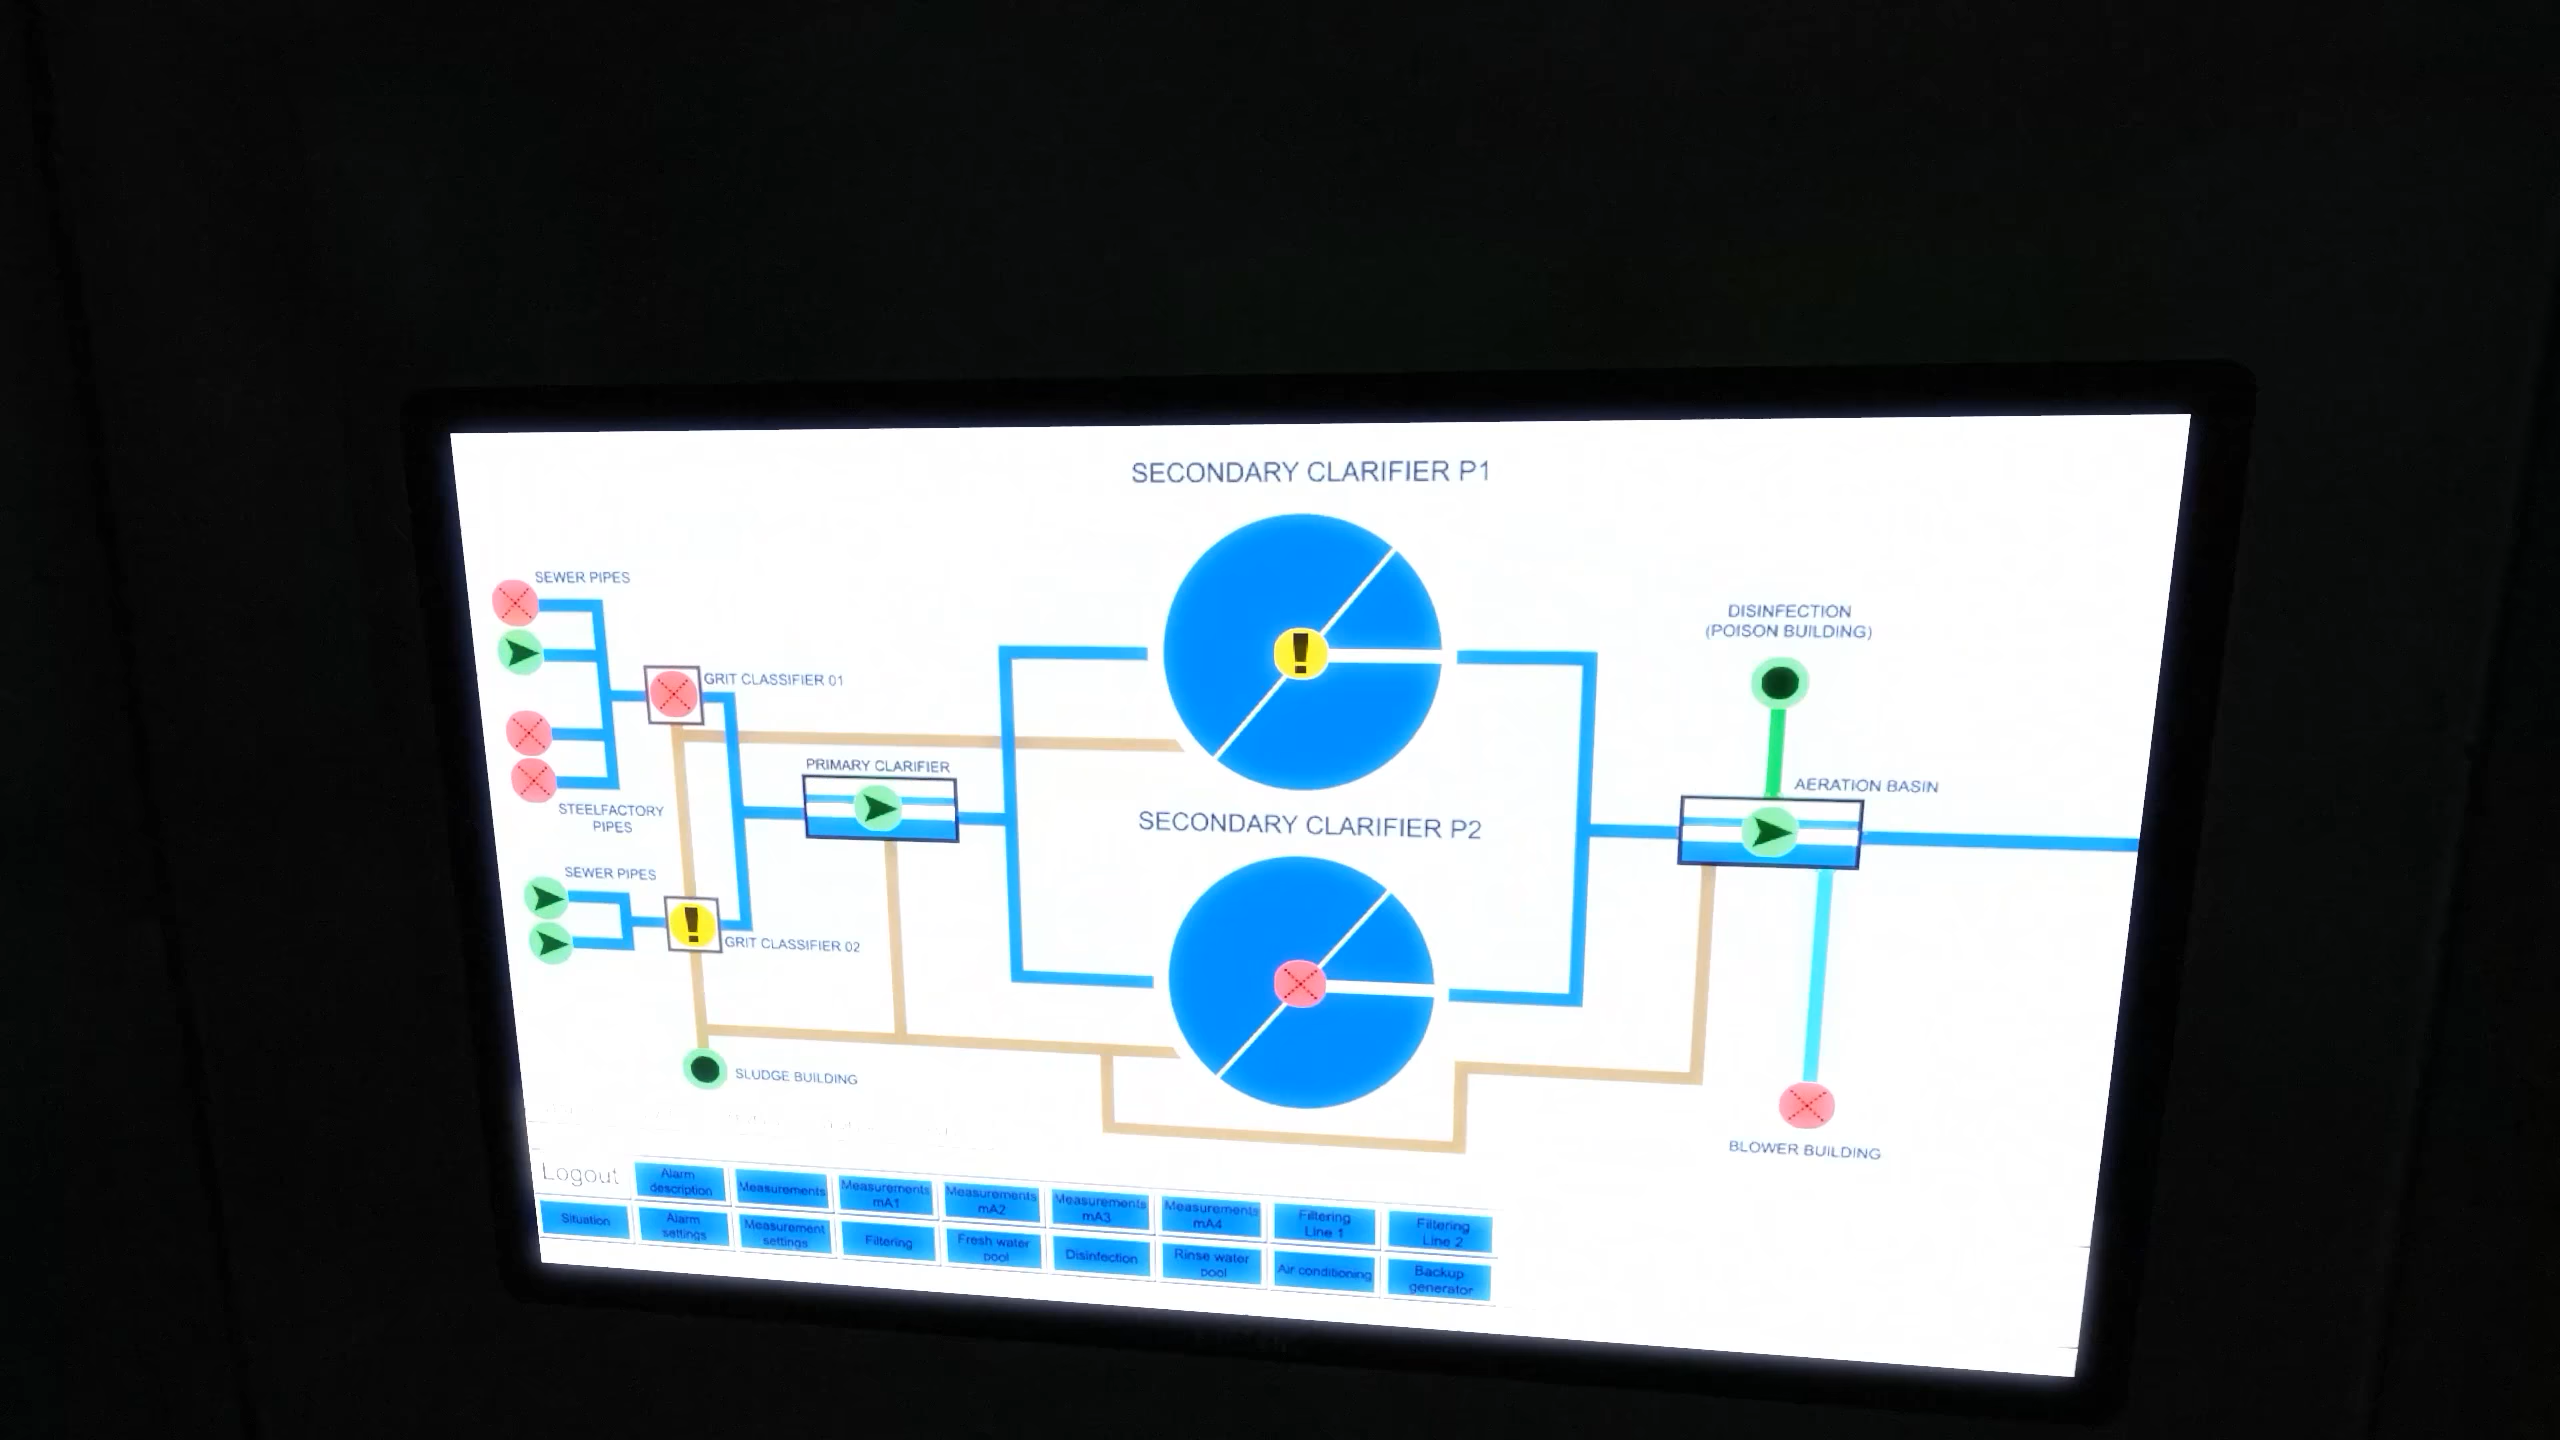 SECONDARY CLARIFIER P1
SEWER PIPES
DISINFECTION
(POISON BUILDING)
GRIT CLASSIFIER 01
PRIMARY CLARIFIER
AERATION BASIN
STEELFACTORY
PIPES
SECONDARY CLARIFIER P2
SEWER PIPES
GRIT CLASSIFIER 02
SLUDGE BUILDING
BLOWER BUILDING
Logout
Alarm
description
Measurements
Measurements
mA1
Measurements
mA2
Measurements
mA3
Measurements
mA4
Filtering
Line 1
Filtering
Line 2
Situation
Alarm
settings
Measurement
settings
Filtering
Fresh water
pool
Disinfection
Rinse water
pool
Air conditioning
Backup
generator